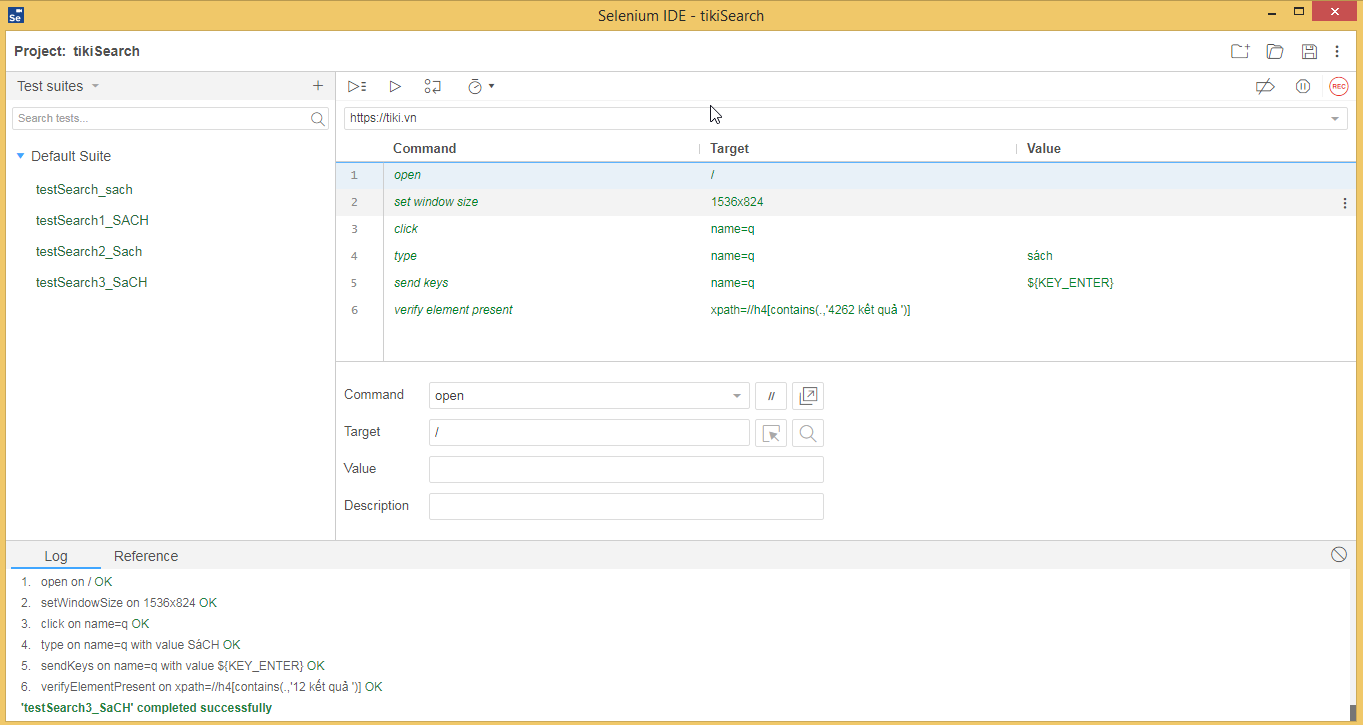 Se
Selenium IDE - tikiSearch
Project: tikiSearch
Test suites
Search tests...
https://tiki.vn
Default Suite
testSearch_sach
testSearch1_SACH
testSearch2_Sach
testSearch3_SaCH
REC
Command Target Value
1 open /
2 set window size 1536x824
3 click name=q
4 type name=q sách
5 send keys name=q ${KEY_ENTER}
6 verify element present xpath=//h4[contains(.,'4262 kết quả ')]
Command open //
Target /
Value
Description
Log Reference
1. open on / OK
2. setWindowSize on 1536x824 OK
3. click on name=q OK
4. type on name=q with value SáCH OK
5. sendKeys on name=q with value ${KEY_ENTER} OK
6. verifyElementPresent on xpath=//h4[contains(.,'12 kết quả ')] OK
'testSearch3_SaCH' completed successfully